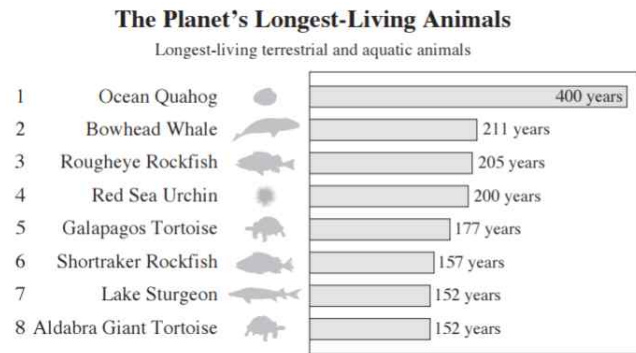 The Planet's Longest-Living Animals
Longest-living terrestrial and aquatic animals
1 Ocean Quahog 400 years
2 Bowhead Whale 211 years
3 Rougheye Rockfish 205 years
4 Red Sea Urchin 200 years
5 Galapagos Tortoise 177 years
6 Shortraker Rockfish 157 years
7 Lake Sturgeon 152 years
8 Aldabra Giant Tortoise 152 years